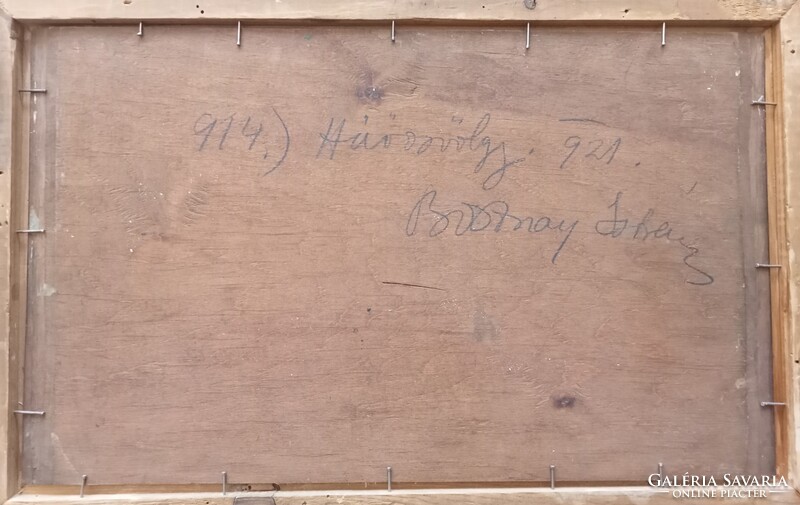 914.) Hűvösvölgy. 921.
Bosznay István
GALÉRIA SAVARIA
ONLINE PIACTÉR